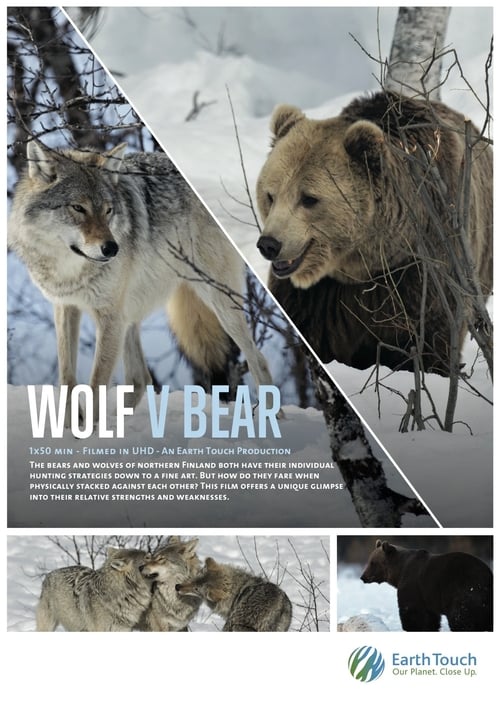 WOLF V BEAR
1x50 min - Filmed in UHD - An Earth Touch Production
The bears and wolves of northern Finland both have their individual
hunting strategies down to a fine art. But how do they fare when
physically stacked against each other? This film offers a unique glimpse
into their relative strengths and weaknesses.
Earth Touch
Our Planet. Close Up.